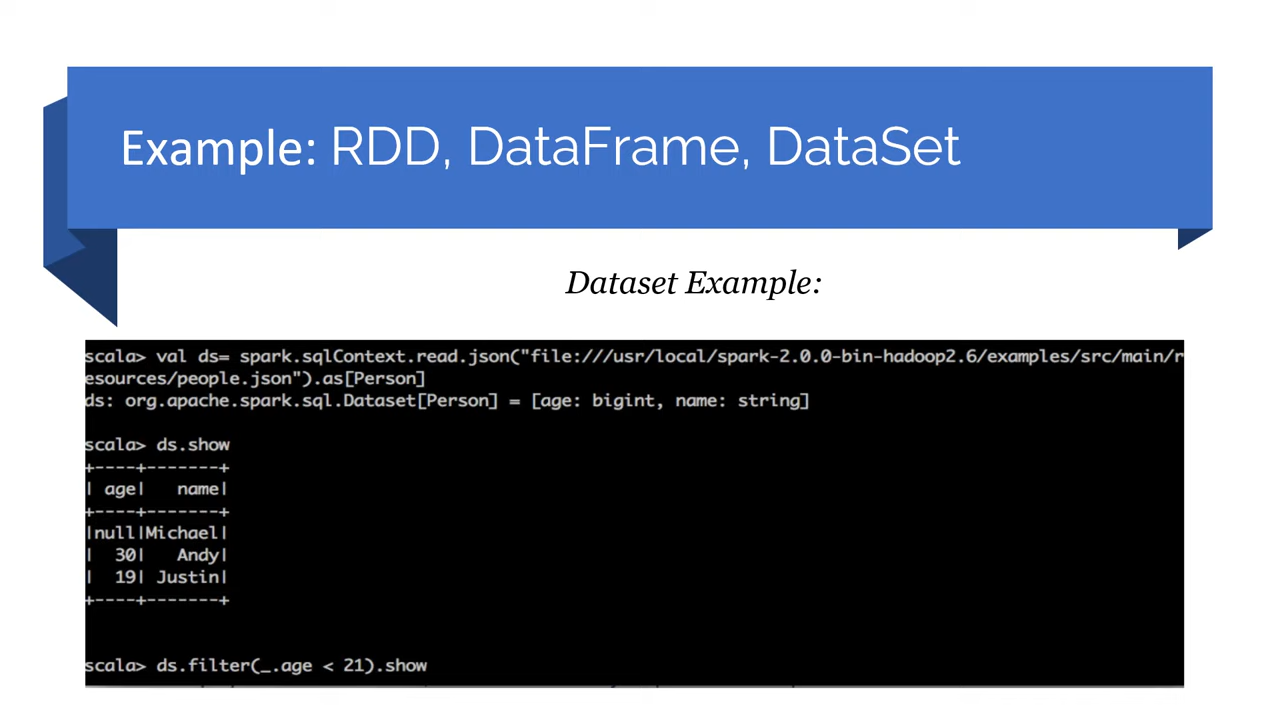 Example: RDD, DataFrame, DataSet
Dataset Example:
scala> val ds= spark.sqlContext.read.json("file:///usr/local/spark-2.0.0-bin-hadoop2.6/examples/src/main/r
esources/people.json").as[Person]
ds: org.apache.spark.sql.Dataset[Person] = [age: bigint, name: string]
scala> ds.show
+----+-------+
| age|   name|
+----+-------+
|null|Michael|
|  30|   Andy|
|  19| Justin|
+----+-------+
scala> ds.filter(_.age < 21).show